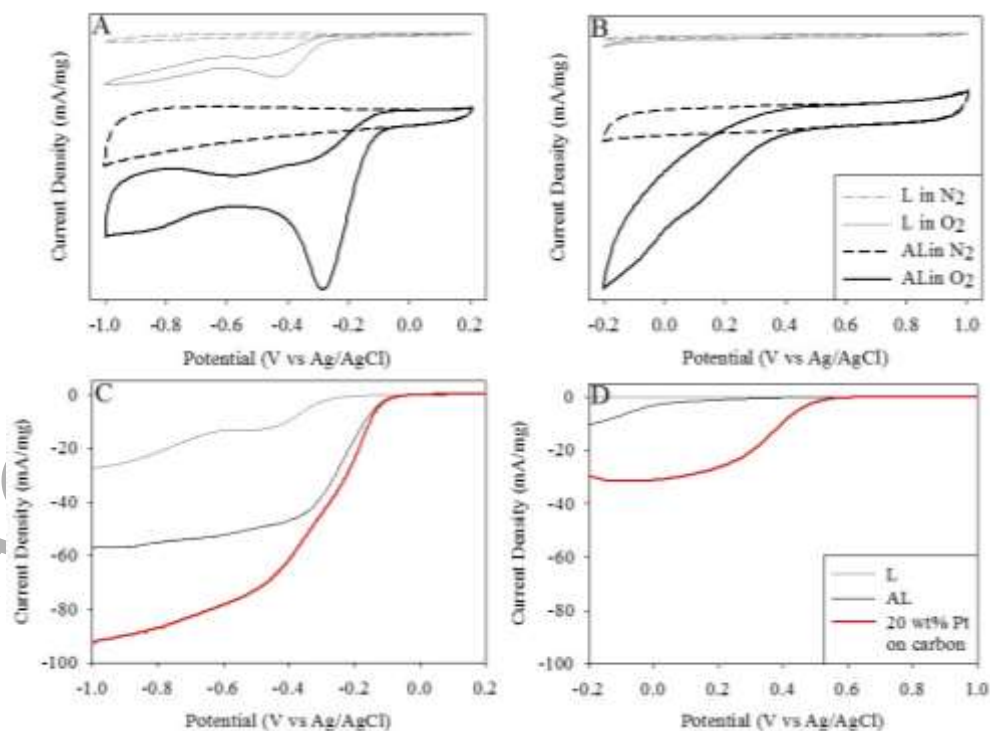 A
Current Density (mA/mg)
-1.0 -0.8 -0.6 -0.4 -0.2 0.0 0.2
Potential (V vs Ag/AgCl)
B
Current Density (mA/mg)
L in N2
L in O2
ALin N2
ALin O2
-0.2 0.0 0.2 0.4 0.6 0.8 1.0
Potential (V vs Ag/AgCl)
C
Current Density (mA/mg)
0
-20
-40
-60
-80
-100
-1.0 -0.8 -0.6 -0.4 -0.2 0.0 0.2
Potential (V vs Ag/AgCl)
D
Current Density (mA/mg)
0
-20
-40
-60
-80
-100
L
AL
20 wt% Pt
on carbon
-0.2 0.0 0.2 0.4 0.6 0.8 1.0
Potential (V vs Ag/AgCl)